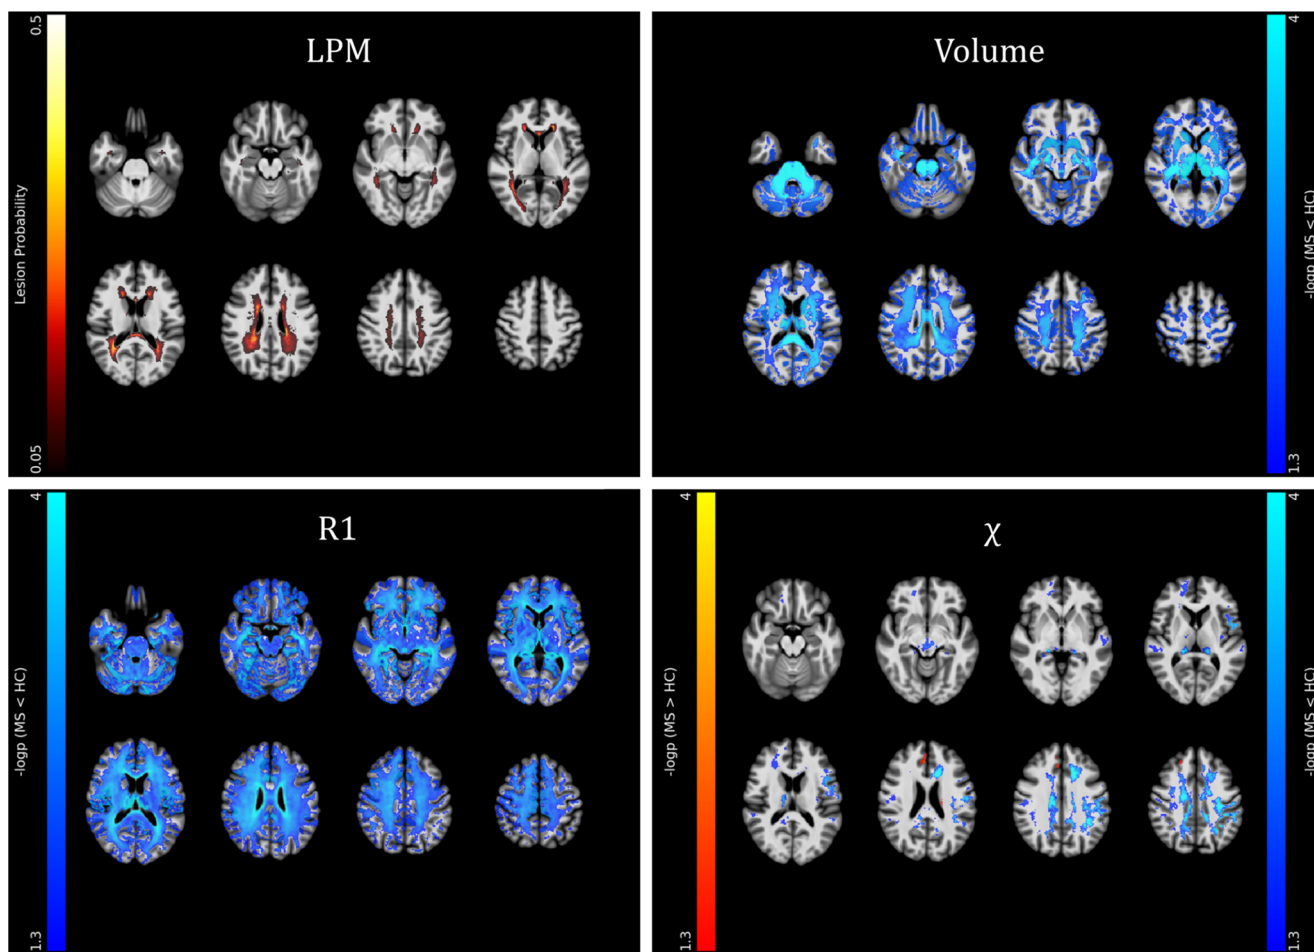 LPM
0.5
Lesion Probability
0.05
Volume
4
-logp (MS < HC)
1.3
R1
4
-logp (MS < HC)
1.3
χ
4
-logp (MS > HC)
1.3
4
-logp (MS < HC)
1.3